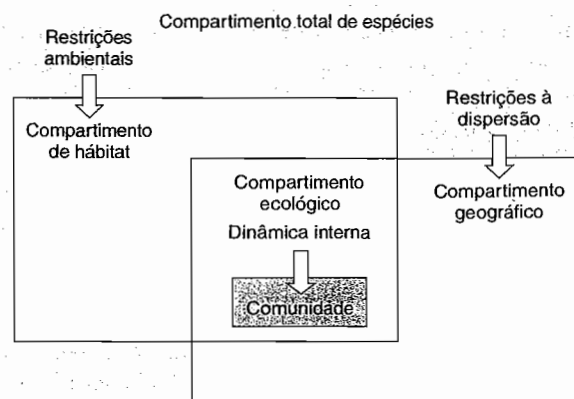 Compartimento total de espécies
Restrições
ambientais
Compartimento
de hábitat
Restrições à
dispersão
Compartimento
geográfico
Compartimento
ecológico
Dinâmica interna
Comunidade